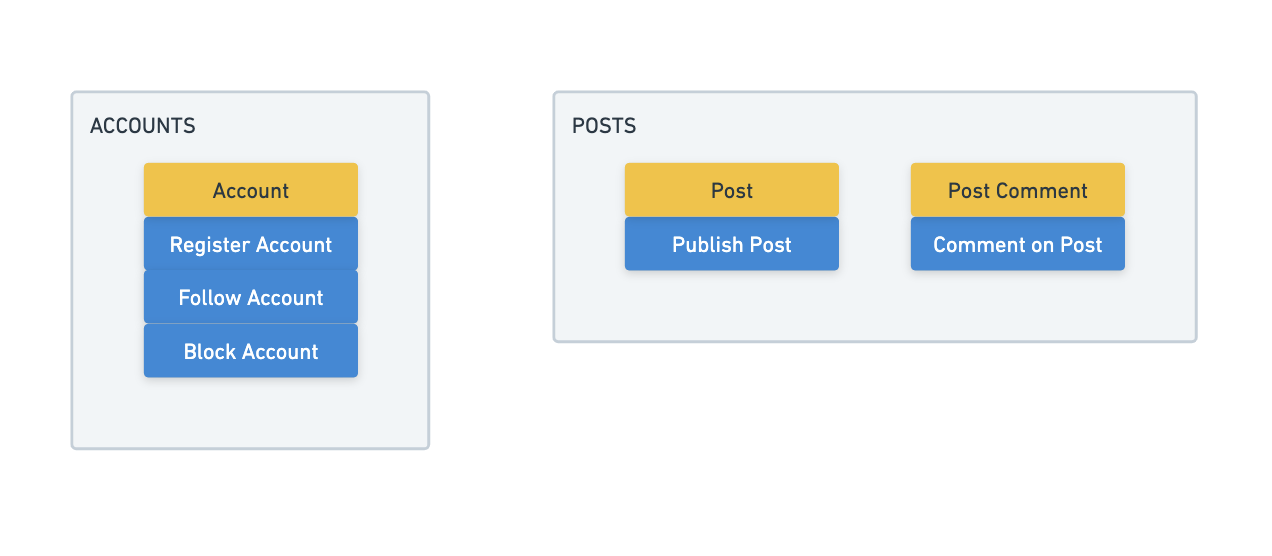 ACCOUNTS
Account
Register Account
Follow Account
Block Account
POSTS
Post
Publish Post
Post Comment
Comment on Post